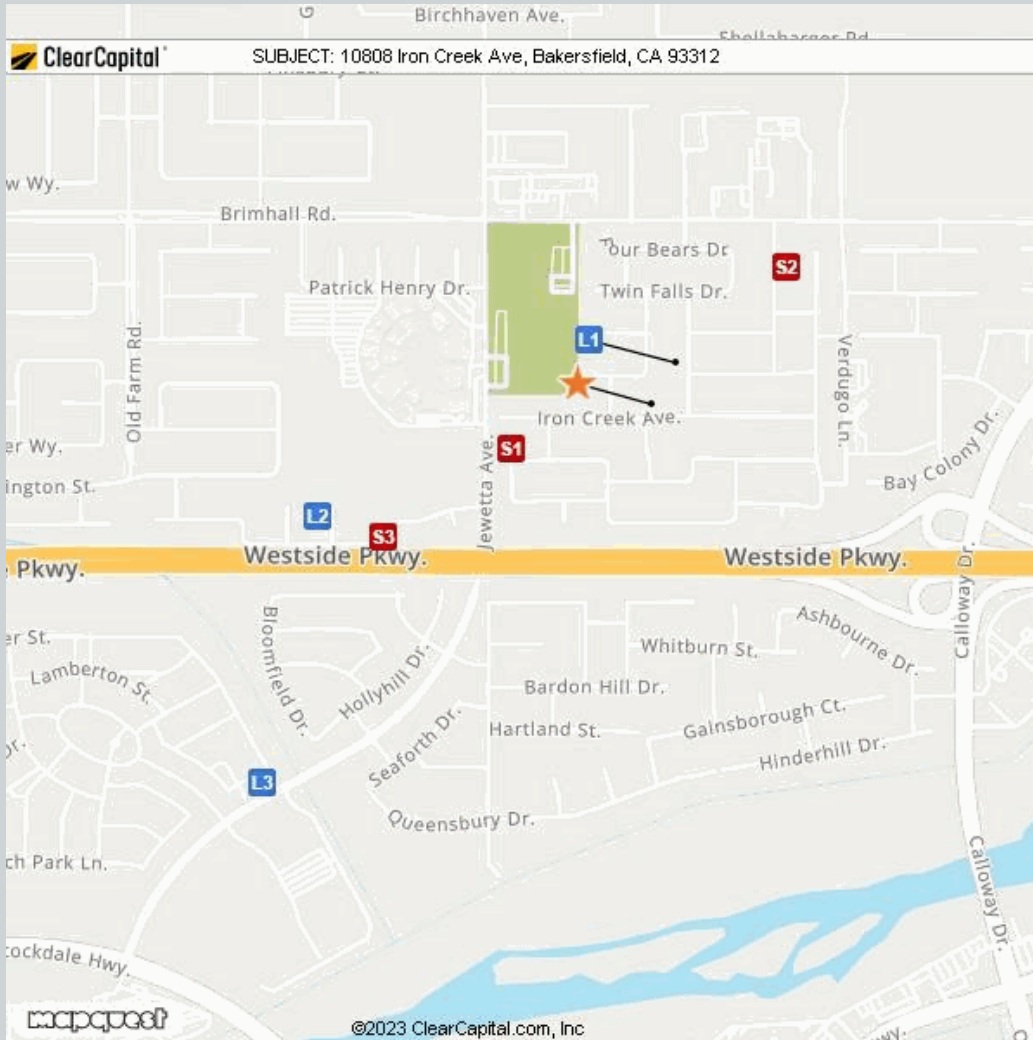 G
Birchhaven Ave.
ClearCapital
SUBJECT: 10808 Iron Creek Ave, Bakersfield, CA 93312
w Wy.
Brimhall Rd.
Four Bears Dr
S2
Patrick Henry Dr.
Twin Falls Dr.
L1
Old Farm Rd.
Verdugo Ln.
Iron Creek Ave.
er Wy.
S1
Jewetta Ave.
Bay Colony Dr.
ington St.
L2
S3
Westside Pkwy.
Westside Pkwy.
Pkwy.
Calloway Dr.
Bloomfield Dr.
er St.
Ashbourne Dr.
Whitburn St.
Lamberton St.
Hollyhill Dr.
Bardon Hill Dr.
Gainsborough Ct.
Hartland St.
Seaforth Dr.
Dr.
Hinderhill Dr.
L3
Queensbury Dr.
ch Park Ln.
Calloway Dr.
tockdale Hwy.
mapquest
©2023 ClearCapital.com, Inc
wy.